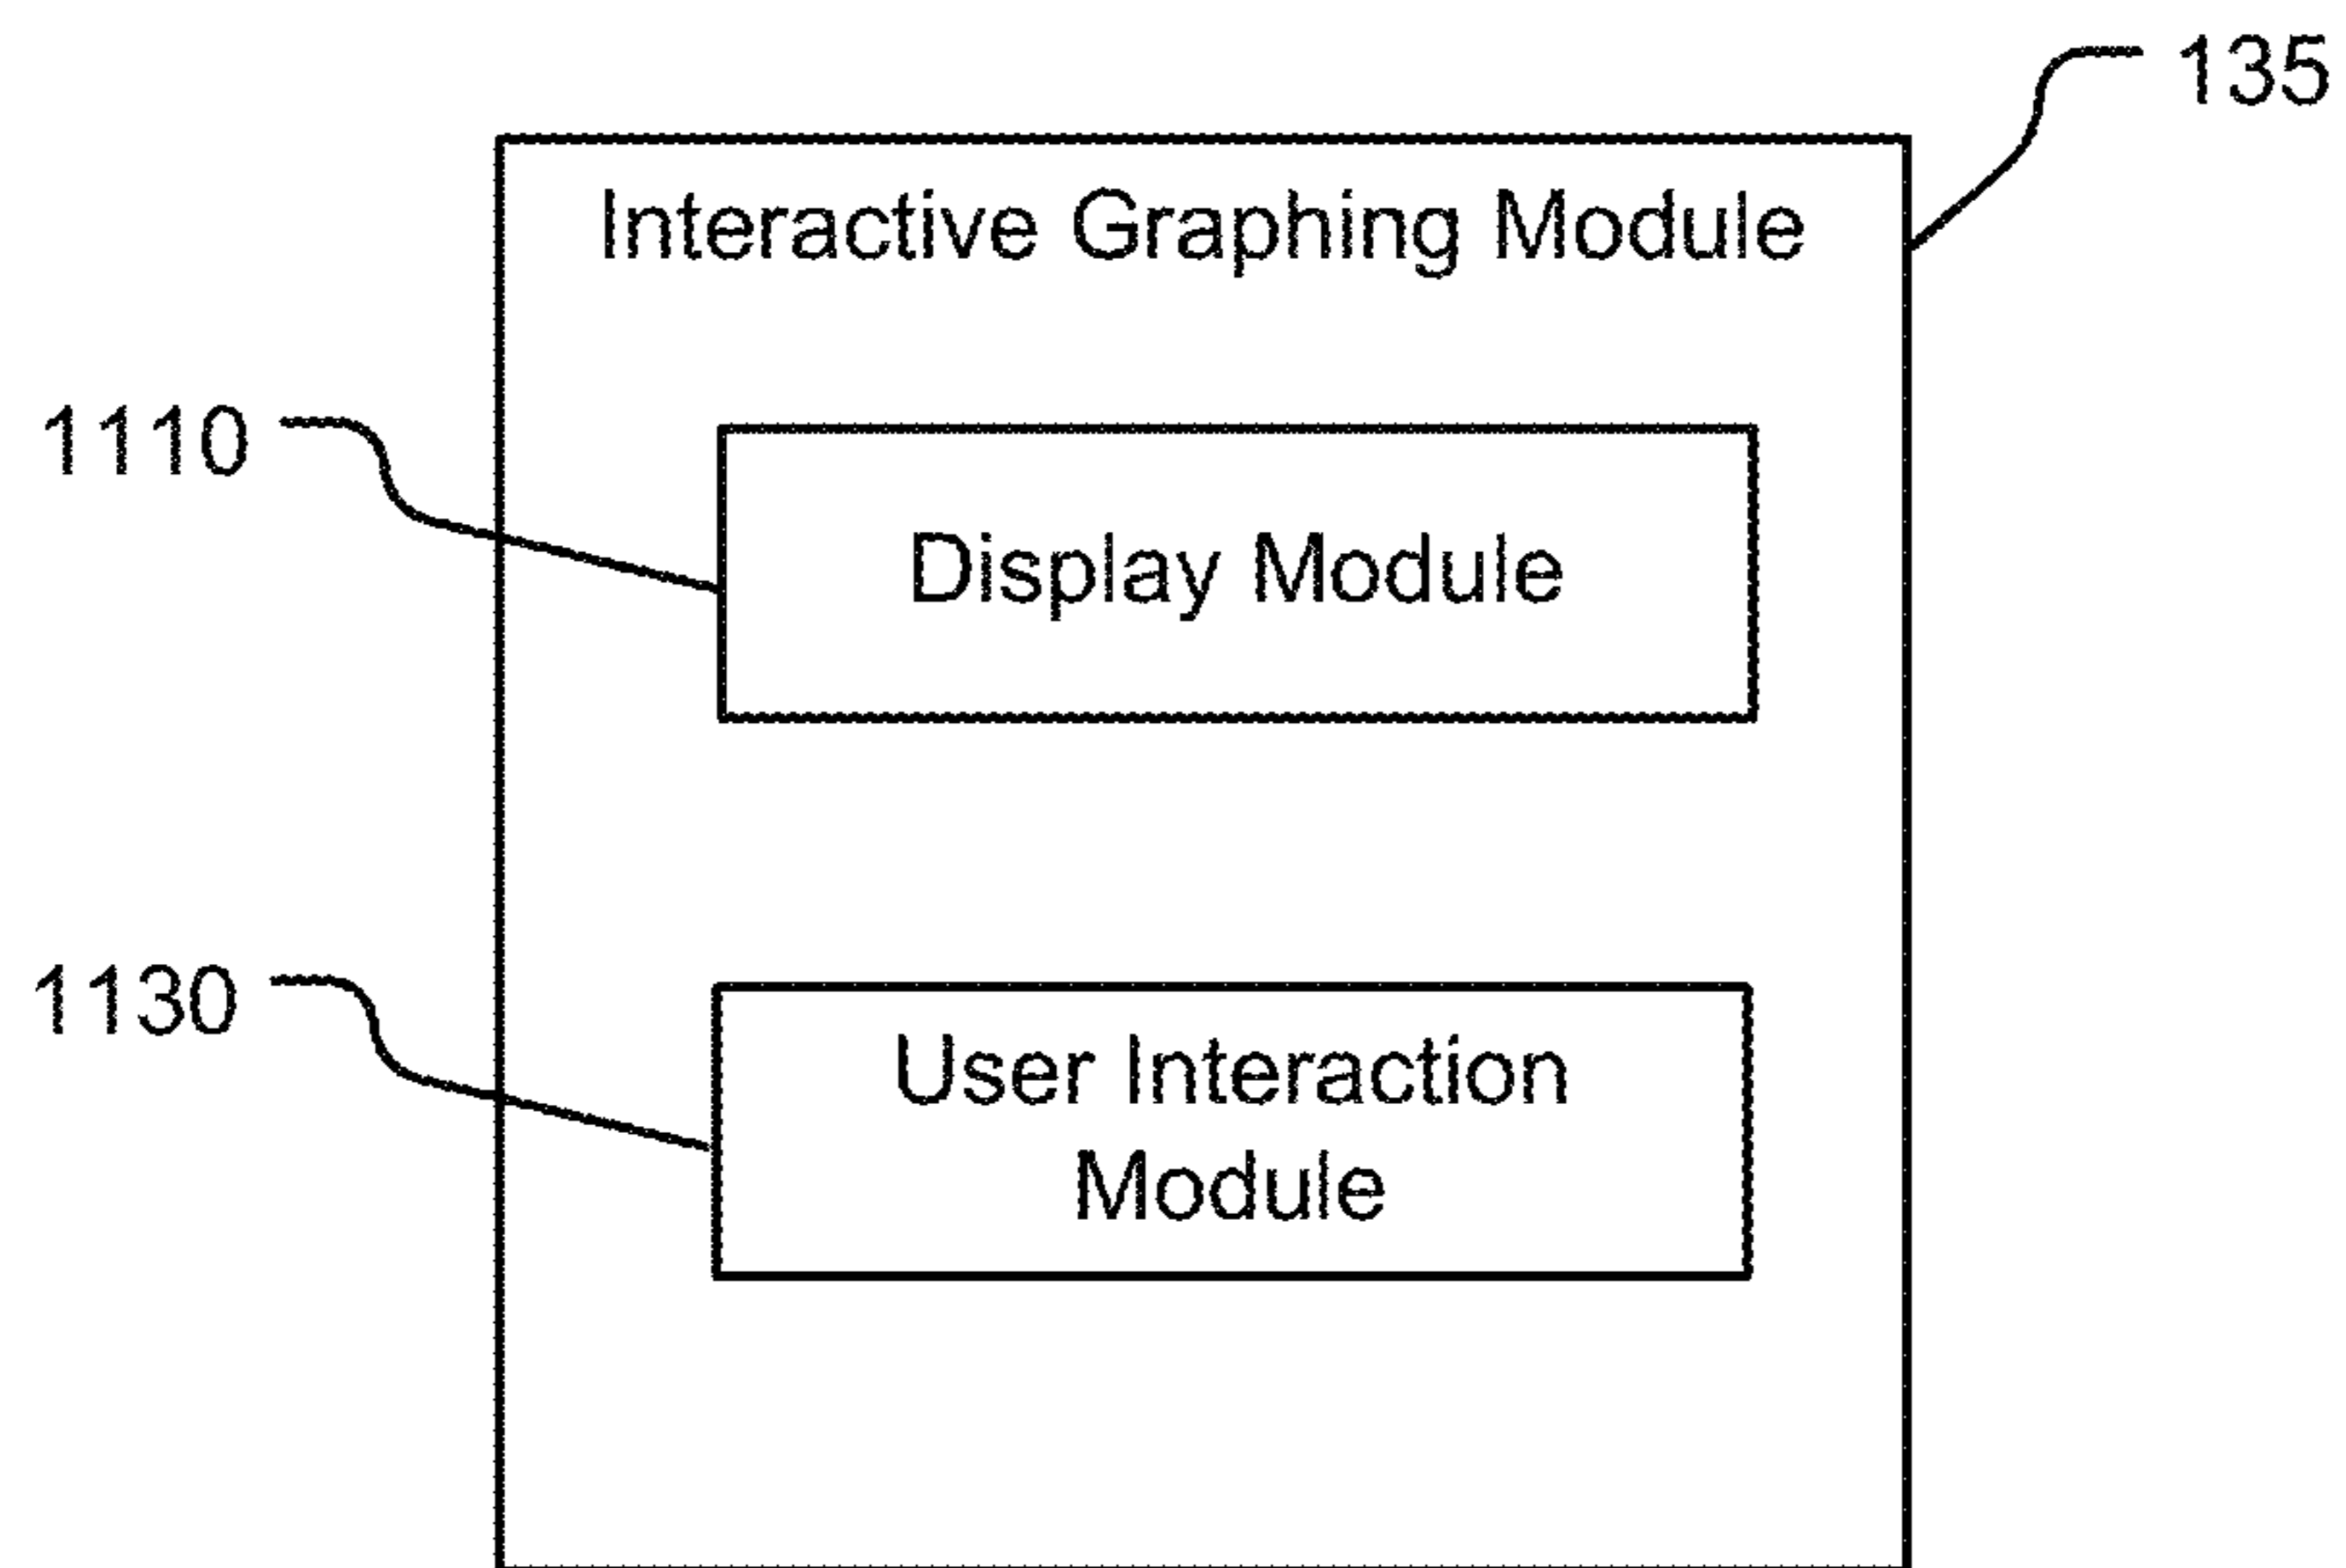 135
Interactive Graphing Module
1110
Display Module
1130
User Interaction
Module